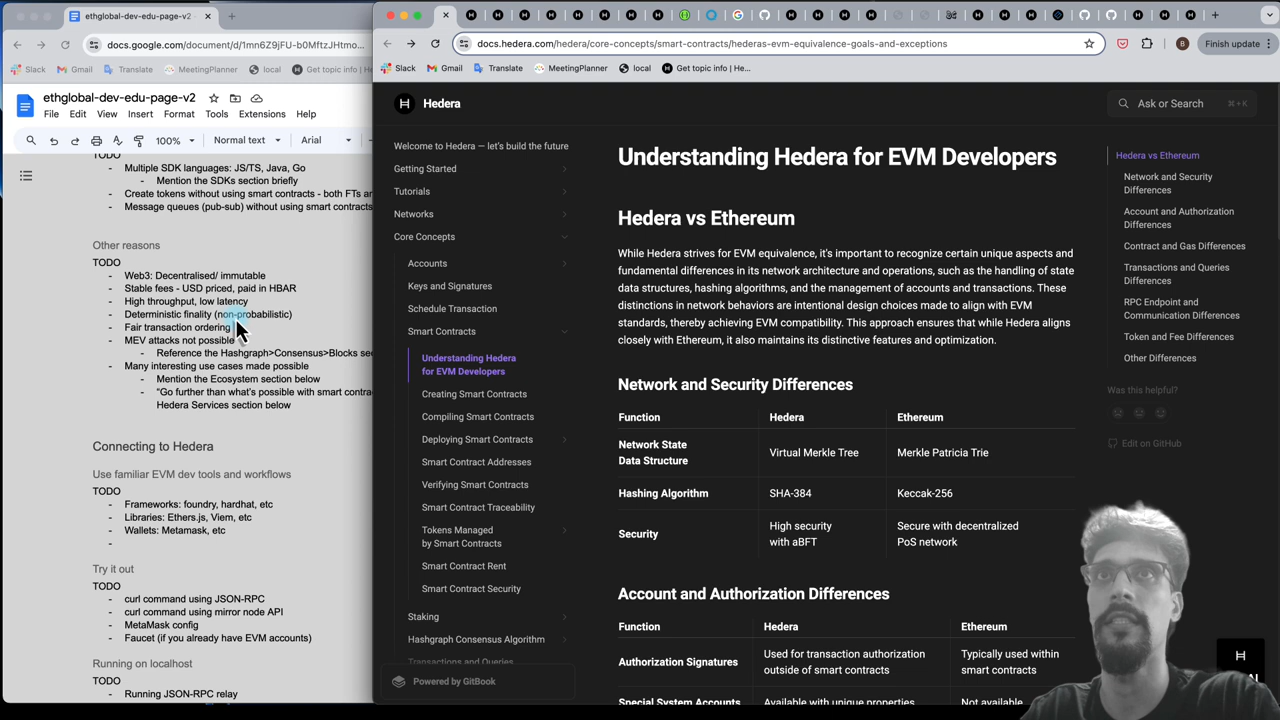 ethglobal-dev-edu-page-v2
docs.google.com/document/d/1mn6Z9jFU-b0MftzJHtmo...
Slack
Gmail
Translate
MeetingPlanner
local
Get topic info | H
ethglobal-dev-edu-page-v2
File Edit View Insert Format Tools Extensions Help
100%
Normal text
Arial
TODO
- Multiple SDK languages: JS/TS, Java, Go
- Mention the SDKs section briefly
- Create tokens without using smart contracts - both FTs ar
- Message queues (pub-sub) without using smart contracts
Other reasons
TODO
- Web3: Decentralised/ immutable
- Stable fees - USD priced, paid in HBAR
- High throughput, low latency
- Deterministic finality (non-probabilistic)
- Fair transaction ordering
- MEV attacks not possible
- Reference the Hashgraph>Consensus>Blocks sec
- Many interesting use cases made possible
- Mention the Ecosystem section below
- “Go further than what’s possible with smart contrac
Hedera Services section below
Connecting to Hedera
Use familiar EVM dev tools and workflows
TODO
- Frameworks: foundry, hardhat, etc
- Libraries: Ethers.js, Viem, etc
- Wallets: Metamask, etc
-
Try it out
TODO
- curl command using JSON-RPC
- curl command using mirror node API
- MetaMask config
- Faucet (if you already have EVM accounts)
Running on localhost
TODO
- Running JSON-RPC relay
docs.hedera.com/hedera/core-concepts/smart-contracts/hederas-evm-equivalence-goals-and-exceptions
B
Finish update
Slack
Gmail
Translate
MeetingPlanner
local
Get topic info | He...
H
Hedera
Ask or Search
⌘+K
Welcome to Hedera — let's build the future
Getting Started
Tutorials
Networks
Core Concepts
Accounts
Keys and Signatures
Schedule Transaction
Smart Contracts
Understanding Hedera
for EVM Developers
Creating Smart Contracts
Compiling Smart Contracts
Deploying Smart Contracts
Smart Contract Addresses
Verifying Smart Contracts
Smart Contract Traceability
Tokens Managed
by Smart Contracts
Smart Contract Rent
Smart Contract Security
Staking
Hashgraph Consensus Algorithm
Transactions and Queries
Powered by GitBook
Understanding Hedera for EVM Developers
Hedera vs Ethereum
While Hedera strives for EVM equivalence, it's important to recognize certain unique aspects and
fundamental differences in its network architecture and operations, such as the handling of state
data structures, hashing algorithms, and the management of accounts and transactions. These
distinctions in network behaviors are intentional design choices made to align with EVM
standards, thereby achieving EVM compatibility. This approach ensures that while Hedera aligns
closely with Ethereum, it also maintains its distinctive features and optimization.
Network and Security Differences
Function Hedera Ethereum
Network State
Data Structure
Virtual Merkle Tree
Merkle Patricia Trie
Hashing Algorithm SHA-384 Keccak-256
Security
High security
with aBFT
Secure with decentralized
PoS network
Account and Authorization Differences
Function Hedera Ethereum
Authorization Signatures
Used for transaction authorization
outside of smart contracts
Typically used within
smart contracts
Special System Accounts Available with unique properties Not available
Hedera vs Ethereum
Network and Security
Differences
Account and Authorization
Differences
Contract and Gas Differences
Transactions and Queries
Differences
RPC Endpoint and
Communication Differences
Token and Fee Differences
Other Differences
Was this helpful?
Edit on GitHub
H